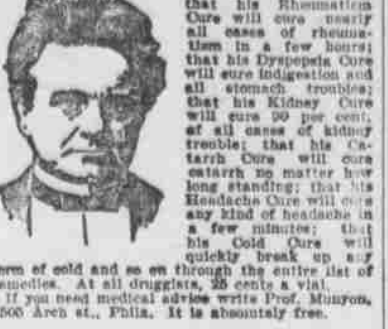 that his Rheumatism
Cure will cure nearly
all cases of rheuma-
tism in a few hours;
that his Dyspepsia Cure
will cure indigestion and
all stomach troubles;
that his Kidney Cure
will cure 90 per cent.
of all cases of kidney
trouble; that his Ca-
tarrh Cure will cure
catarrh no matter how
long standing; that his
Headache Cure will cure
any kind of headache in
a few minutes; that
his Cold Cure will
quickly break up any
orm of cold and so on through the entire list of
emedies. At all druggists, 25 cents a vial.
If you need medical advice write Prof. Munyon,
505 Arch st., Phila. It is absolutely free.